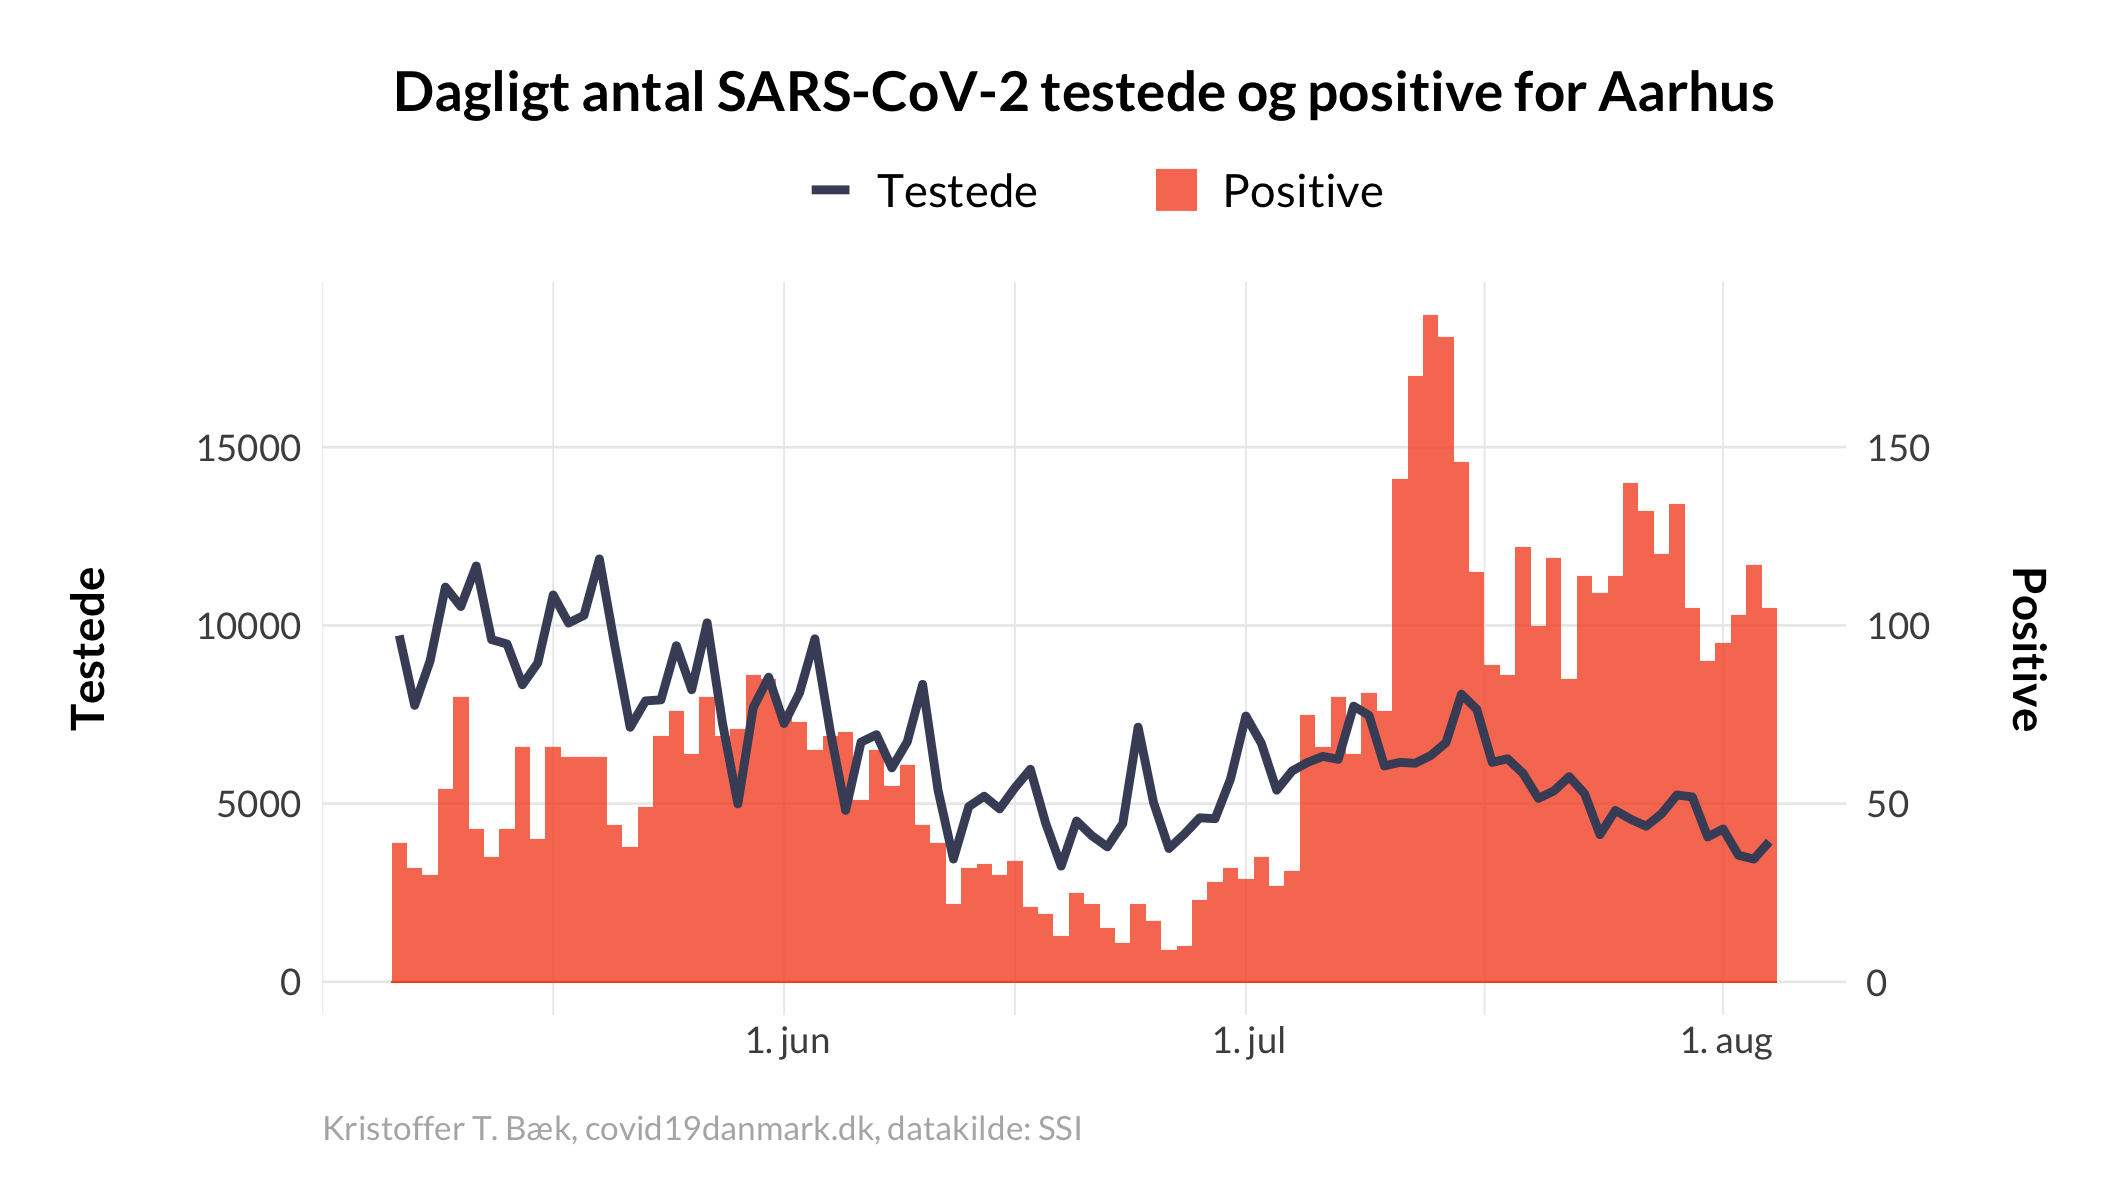 Dagligt antal SARS-CoV-2 testede og positive for Aarhus
Testede Positive
15000 150
10000 100
5000 50
0 0
Testede
Positive
1. jun 1. jul 1. aug
Kristoffer T. Bæk, covid19danmark.dk, datakilde: SSI